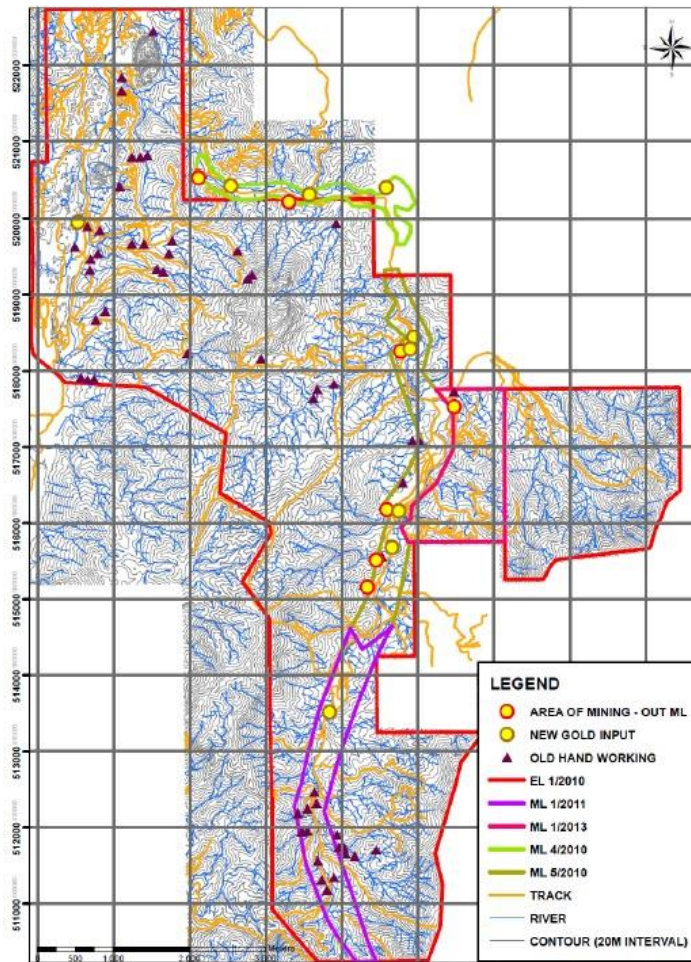 522000
521000
520000
519000
518000
517000
516000
515000
514000
513000
512000
511000
LEGEND
AREA OF MINING - OUT ML
NEW GOLD INPUT
OLD HAND WORKING
EL 1/2010
ML 1/2011
ML 1/2013
ML 4/2010
ML 5/2010
TRACK
RIVER
CONTOUR (20M INTERVAL)
0 500 1,000 2,000 3,000 Meters